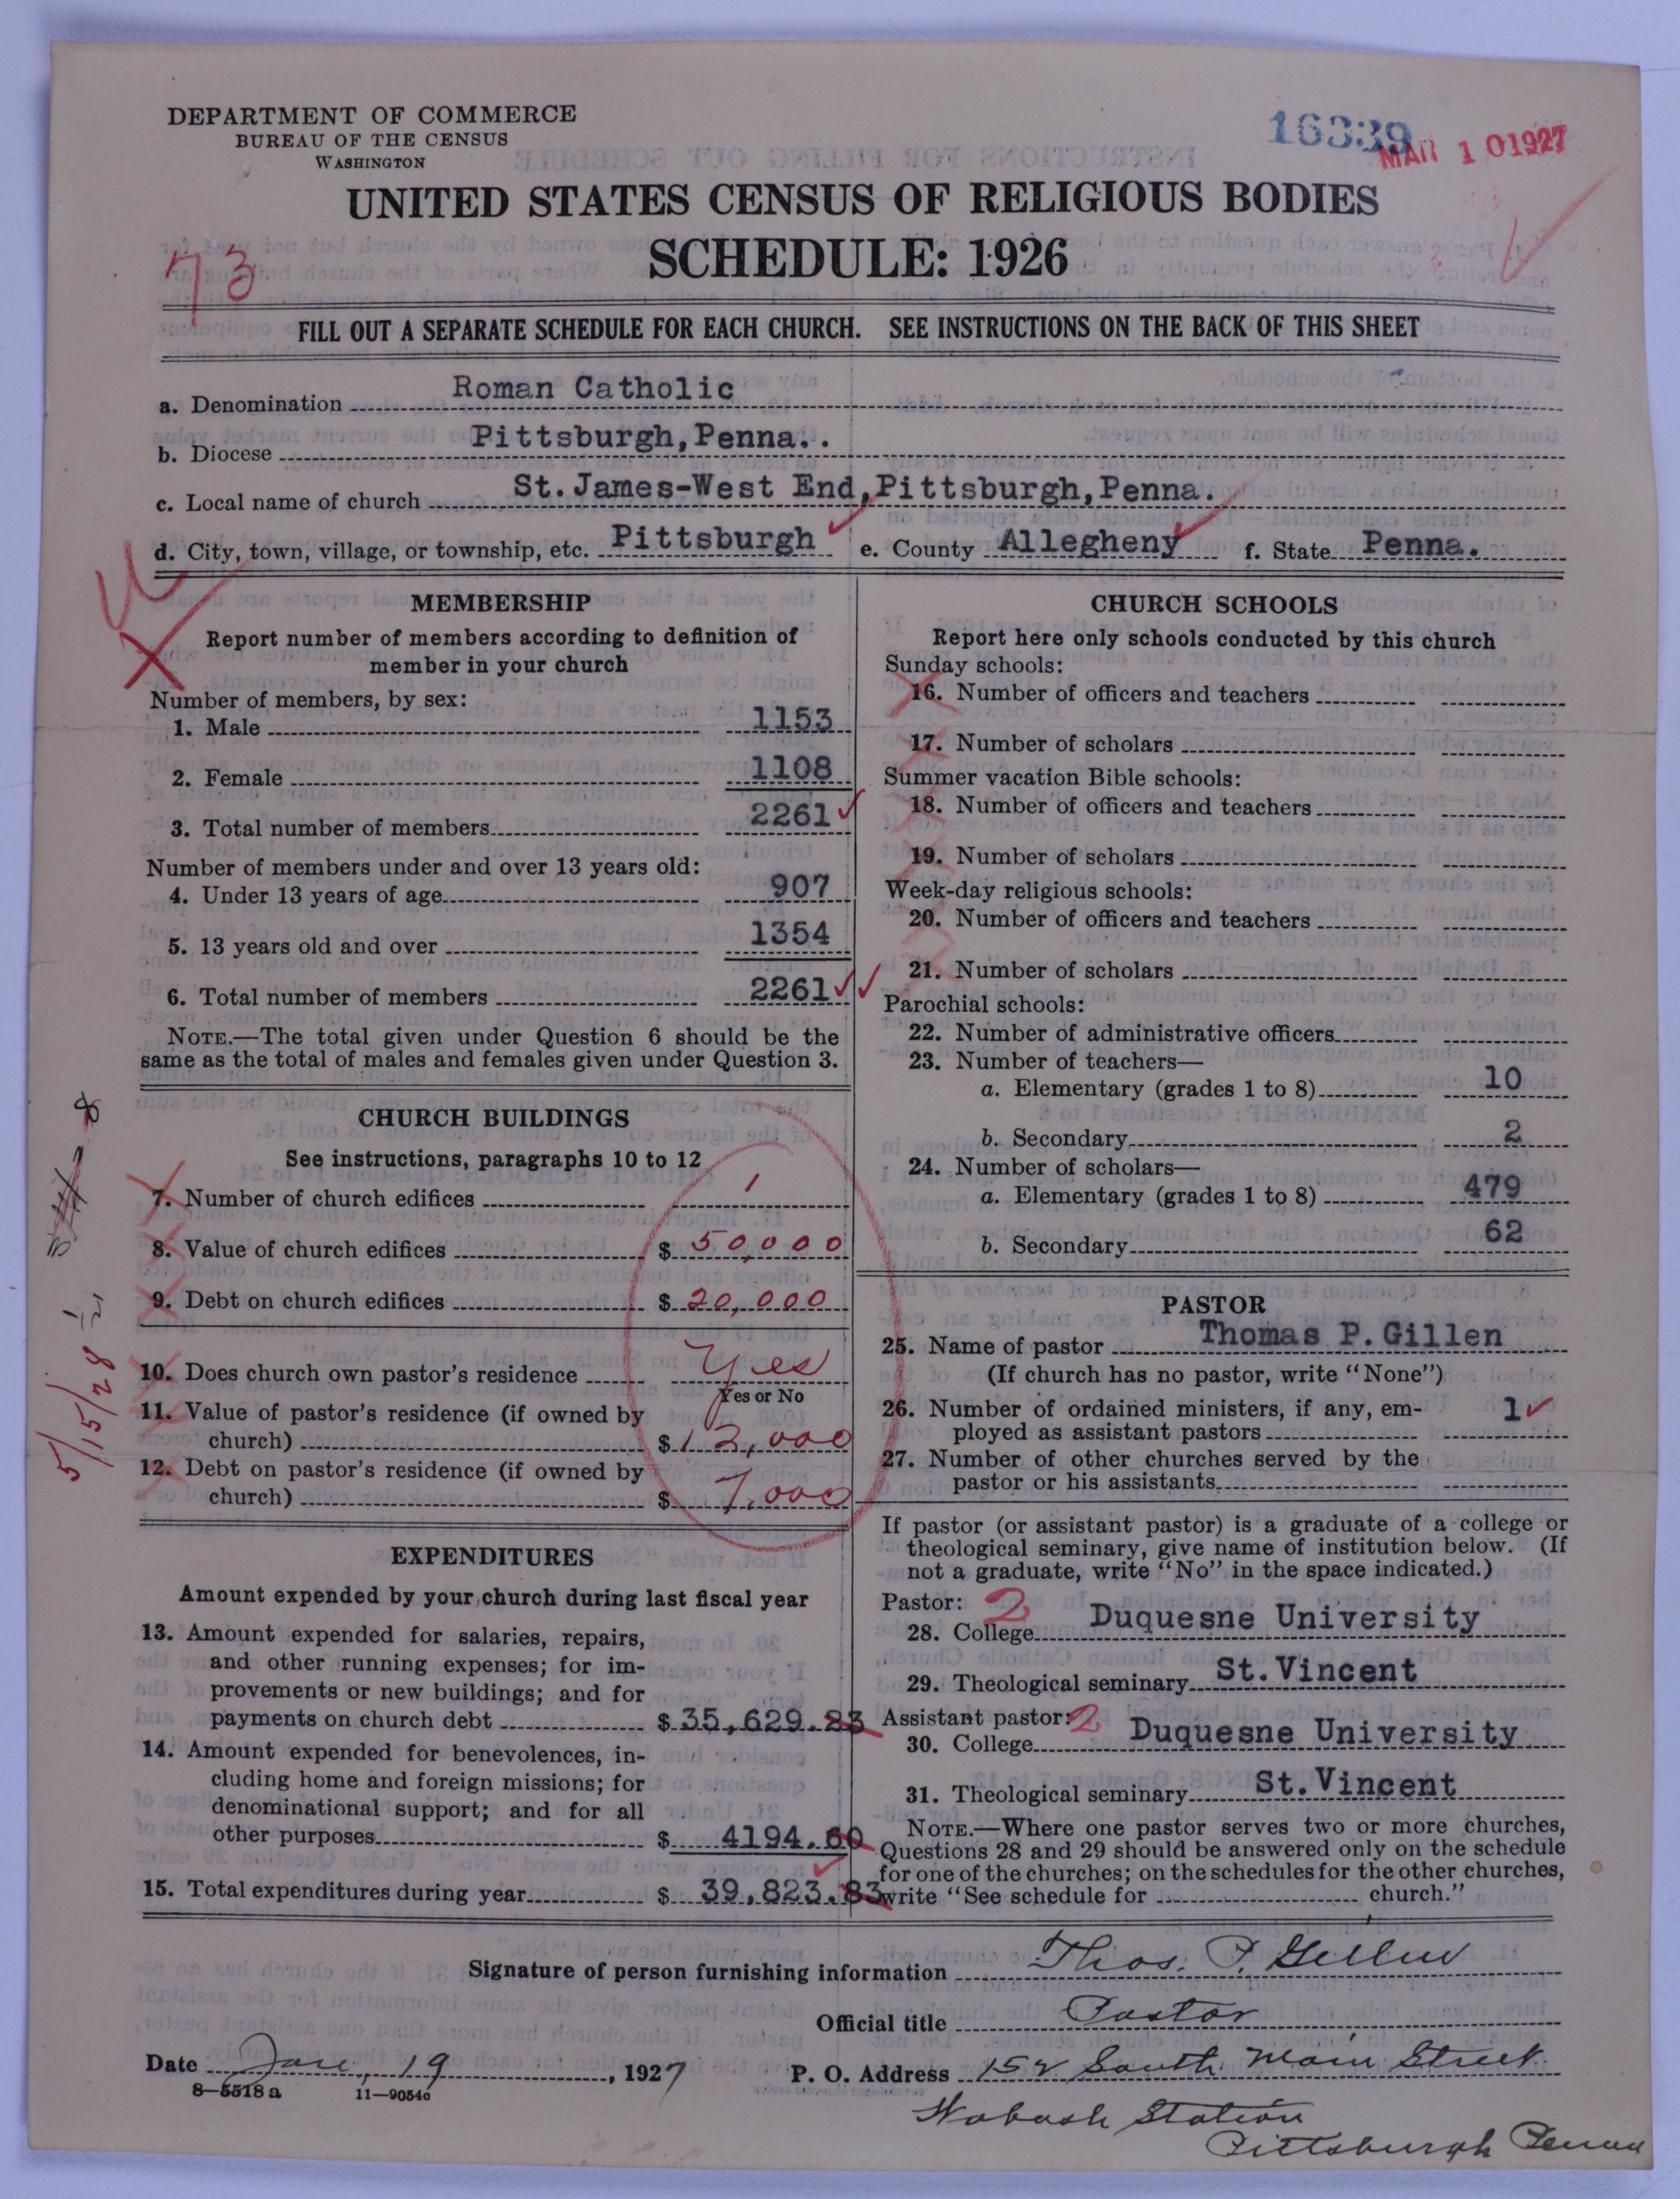 DEPARTMENT OF COMMERCE
BUREAU OF THE CENSUS
WASHINGTON
16339
MAR 10 1927
UNITED STATES CENSUS OF RELIGIOUS BODIES
SCHEDULE: 1926
73
FILL OUT A SEPARATE SCHEDULE FOR EACH CHURCH. SEE INSTRUCTIONS ON THE BACK OF THIS SHEET
a. Denomination Roman Catholic
b. Diocese Pittsburgh,Penna..
c. Local name of church St.James-West End,Pittsburgh,Penna.
d. City, town, village, or township, etc. Pittsburgh e. County Allegheny f. State Penna.
MEMBERSHIP
Report number of members according to definition of
member in your church
Number of members, by sex:
1. Male 1153
2. Female 1108
3. Total number of members 2261
Number of members under and over 13 years old:
4. Under 13 years of age 907
5. 13 years old and over 1354
6. Total number of members 2261
NOTE.—The total given under Question 6 should be the
same as the total of males and females given under Question 3.
CHURCH BUILDINGS
See instructions, paragraphs 10 to 12
7. Number of church edifices 1
8. Value of church edifices $ 50,000
9. Debt on church edifices $ 20,000
10. Does church own pastor's residence Yes
Yes or No
11. Value of pastor's residence (if owned by
church) $ 13,000
12. Debt on pastor's residence (if owned by
church) $ 7,000
5/15/28
EXPENDITURES
Amount expended by your church during last fiscal year
13. Amount expended for salaries, repairs,
and other running expenses; for im-
provements or new buildings; and for
payments on church debt $ 35,629.23
14. Amount expended for benevolences, in-
cluding home and foreign missions; for
denominational support; and for all
other purposes $ 4194.60
15. Total expenditures during year $ 39,823.83
CHURCH SCHOOLS
Report here only schools conducted by this church
Sunday schools:
16. Number of officers and teachers
17. Number of scholars
Summer vacation Bible schools:
18. Number of officers and teachers
19. Number of scholars
Week-day religious schools:
20. Number of officers and teachers
21. Number of scholars
Parochial schools:
22. Number of administrative officers
23. Number of teachers—
a. Elementary (grades 1 to 8) 10
b. Secondary 2
24. Number of scholars—
a. Elementary (grades 1 to 8) 479
b. Secondary 62
PASTOR
25. Name of pastor Thomas P.Gillen
(If church has no pastor, write "None")
26. Number of ordained ministers, if any, em-
ployed as assistant pastors 1
27. Number of other churches served by the
pastor or his assistants
If pastor (or assistant pastor) is a graduate of a college or
theological seminary, give name of institution below. (If
not a graduate, write "No" in the space indicated.)
Pastor: 2
28. College Duquesne University
29. Theological seminary St.Vincent
Assistant pastor: 2
30. College Duquesne University
31. Theological seminary St.Vincent
NOTE.—Where one pastor serves two or more churches,
Questions 28 and 29 should be answered only on the schedule
for one of the churches; on the schedules for the other churches,
write "See schedule for church."
Signature of person furnishing information Thos. P. Gillen
Official title Pastor
Date Jan. 19, 1927 P. O. Address 152 South Main Street
8—5518 a 11—9054a
Wabash Station
Pittsburgh Penna